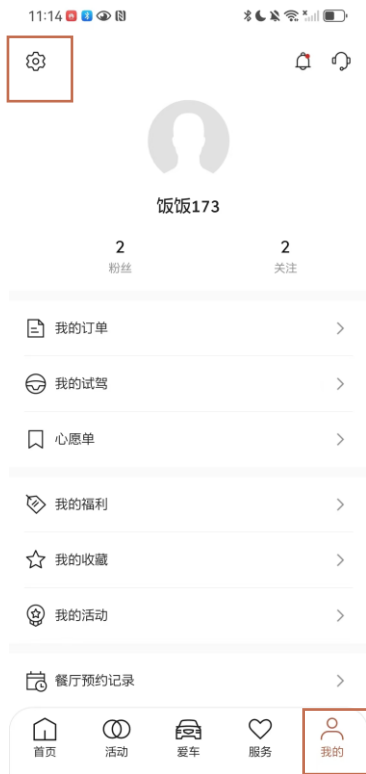 11:14
饭饭173
2
粉丝
2
关注
我的订单
我的试驾
心愿单
我的福利
我的收藏
我的活动
餐厅预约记录
首页
活动
爱车
服务
我的